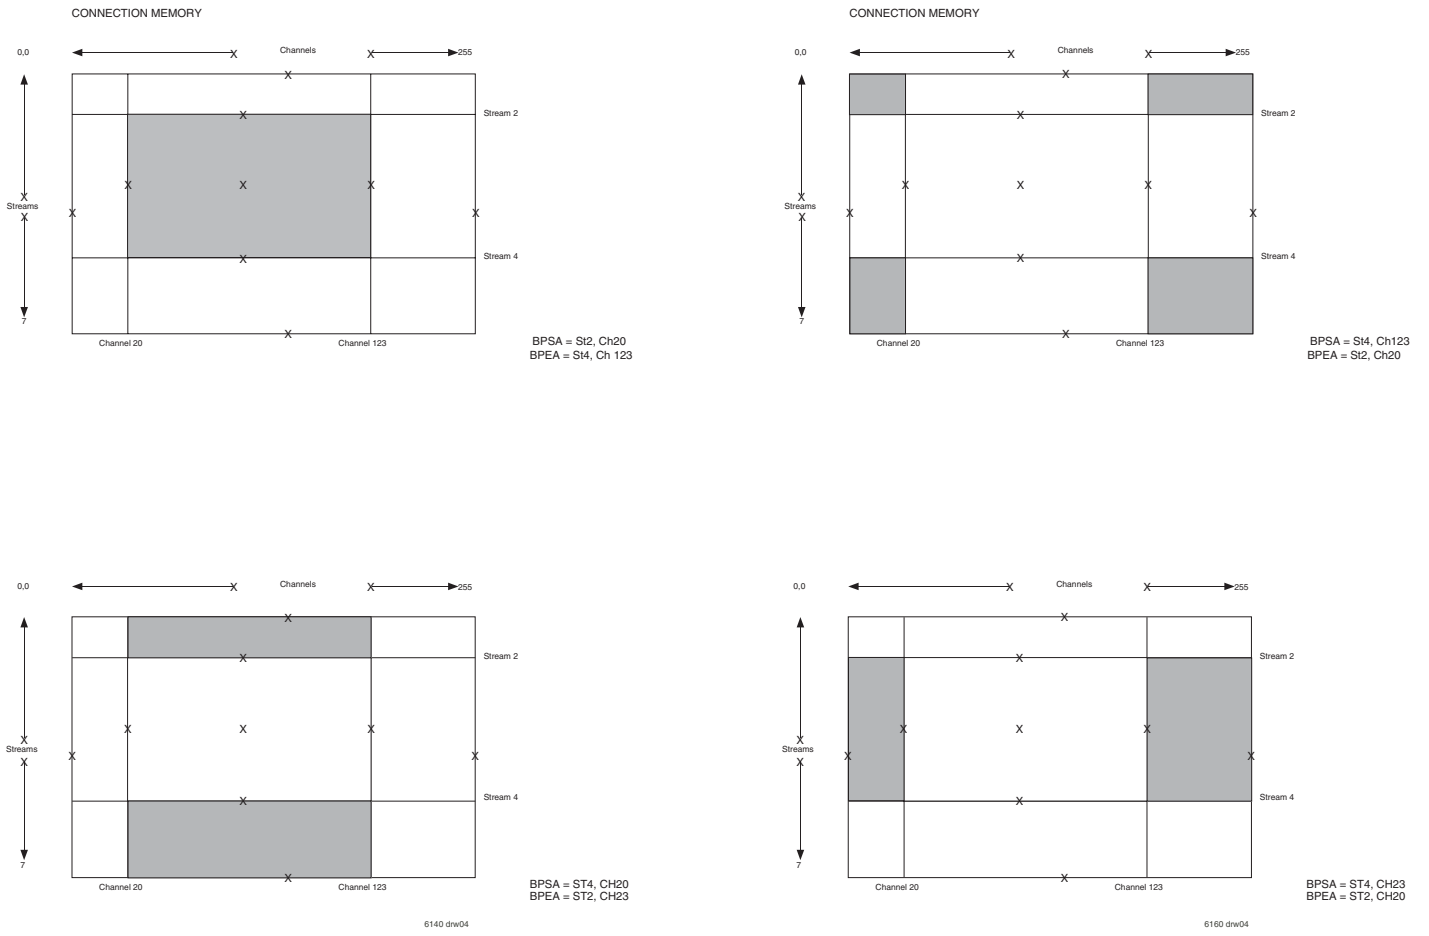 CONNECTION MEMORY
0,0
X
Channels
X
255
X
Stream 2
X
X
X
X
X
Streams
X
X
X
Stream 4
X
7
X
Channel 20
Channel 123
BPSA = St2, Ch20
BPEA = St4, Ch 123
CONNECTION MEMORY
0,0
X
Channels
X
255
X
Stream 2
X
X
X
X
X
Streams
X
X
X
Stream 4
X
7
X
Channel 20
Channel 123
BPSA = St4, Ch123
BPEA = St2, Ch20
0,0
X
Channels
X
255
X
Stream 2
X
X
X
X
X
Streams
X
X
X
Stream 4
X
7
X
Channel 20
Channel 123
BPSA = ST4, CH20
BPEA = ST2, CH23
6140 drw04
0,0
X
Channels
X
255
X
Stream 2
X
X
X
X
X
Streams
X
X
X
Stream 4
X
7
X
Channel 20
Channel 123
BPSA = ST4, CH23
BPEA = ST2, CH20
6160 drw04